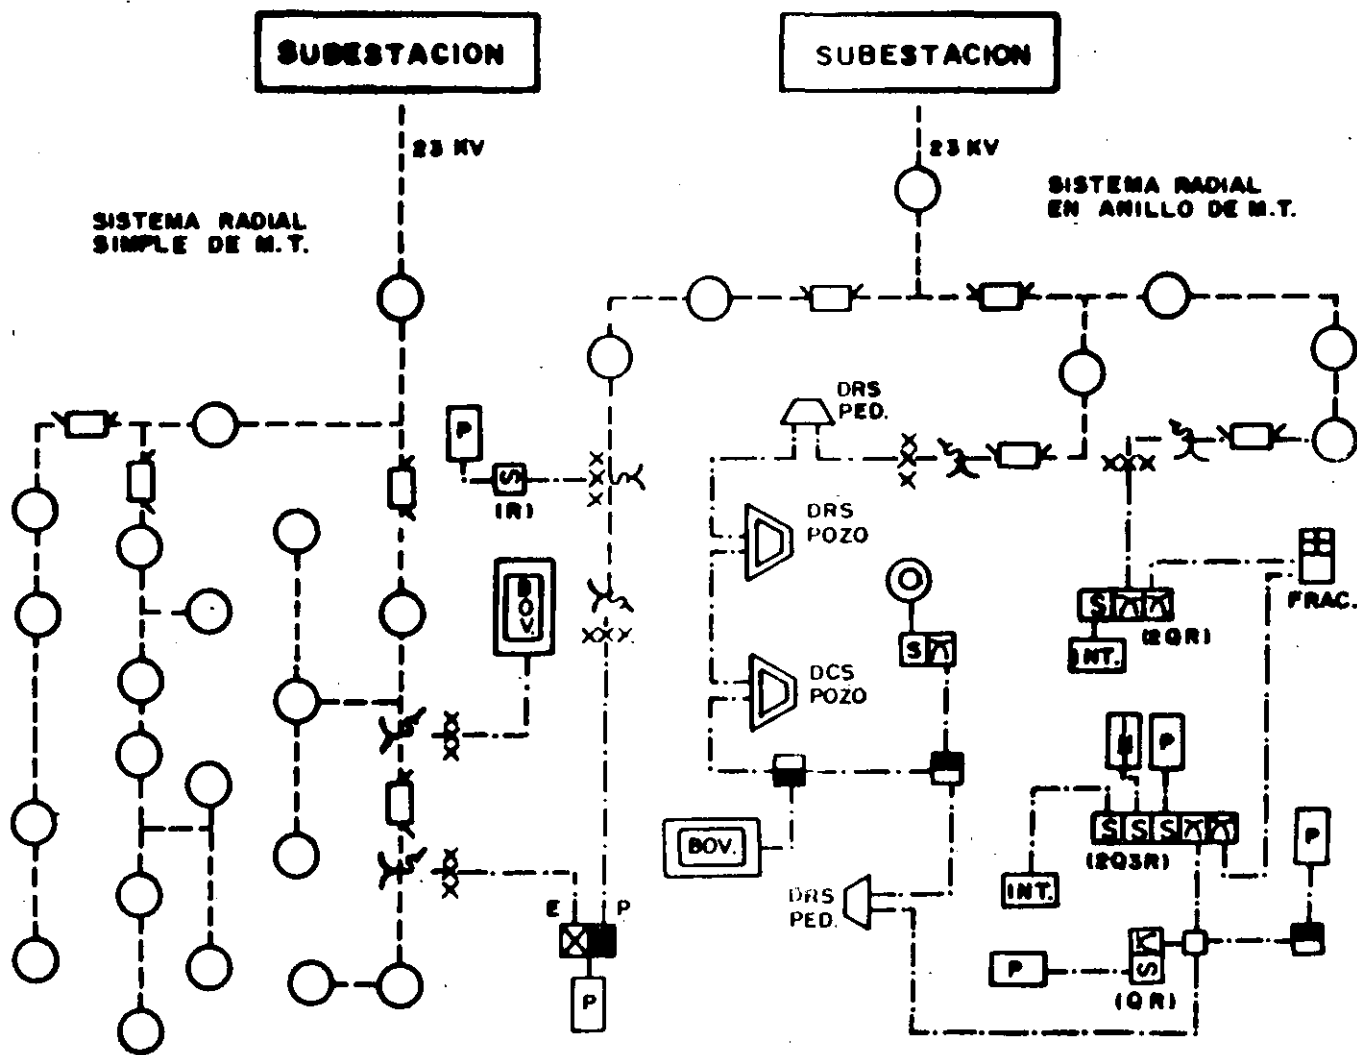 SUBESTACION
SUBESTACION
23 KV
23 KV
SISTEMA RADIAL
SIMPLE DE M.T.
SISTEMA RADIAL
EN ANILLO DE M.T.
DRS
PED.
P
S
(R)
DRS
POZO
BOV.
FRAC.
S
(2QR)
INT.
S
DCS
POZO
P
S S S
(2Q3R)
P
BOV.
INT.
DRS
PED.
E P
P
P
S
(QR)